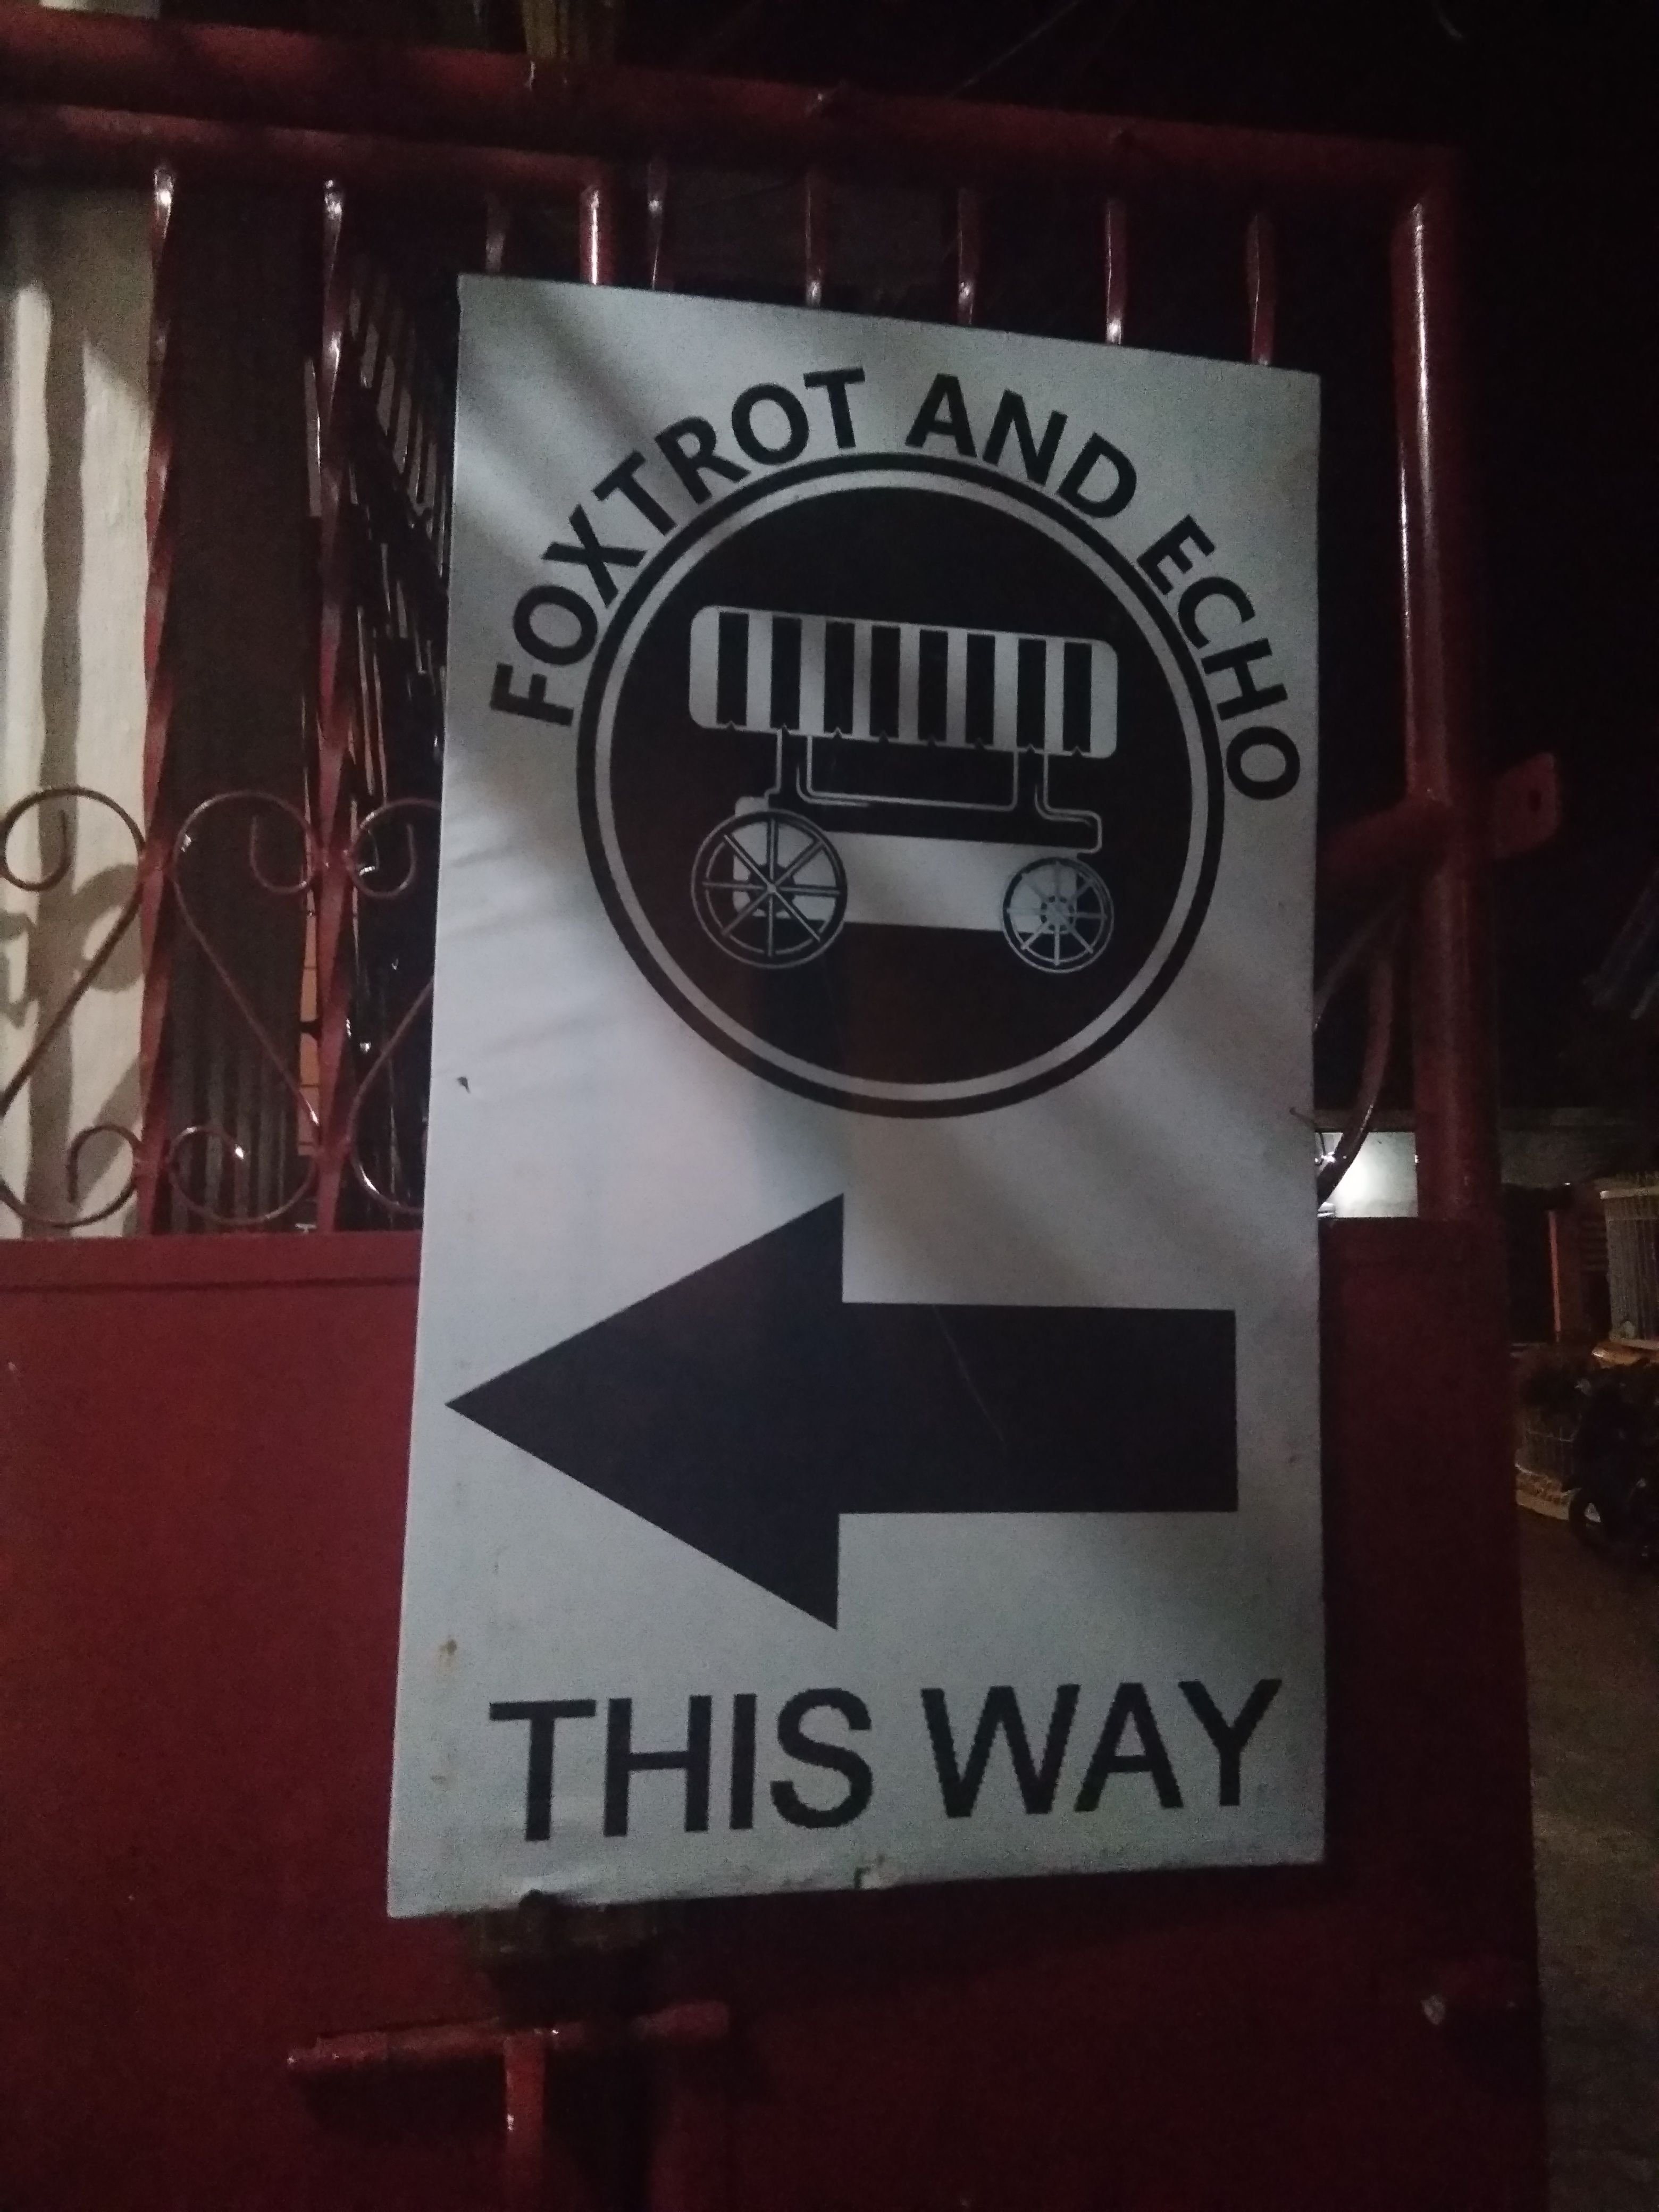 FOXTROT AND ECHO
THIS WAY